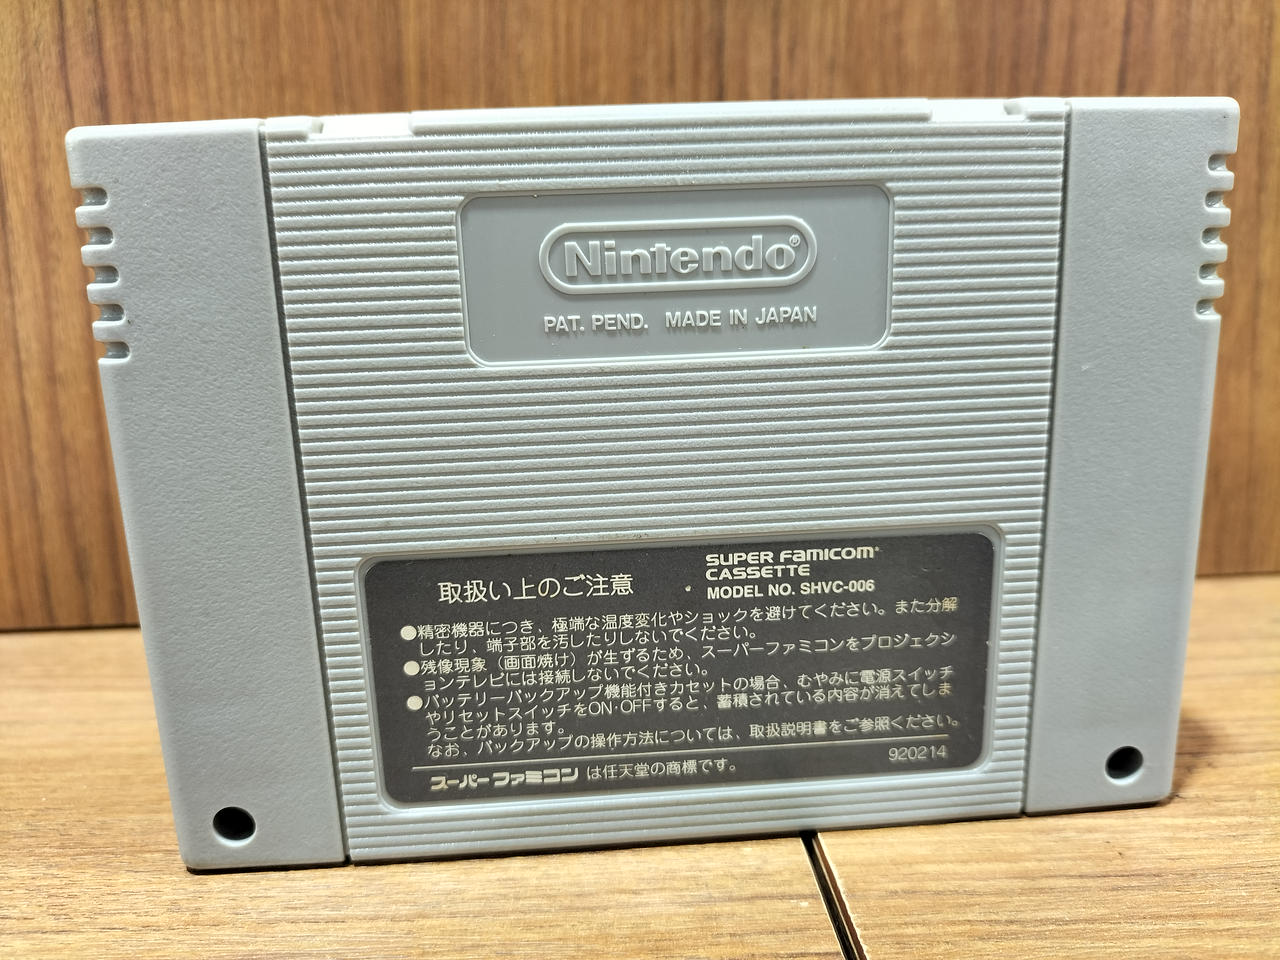 Nintendo®
PAT. PEND. MADE IN JAPAN
取扱い上のご注意
SUPER FAMICOM
CASSETTE
MODEL NO. SHVC-006
●精密機器につき、極端な温度変化やショックを避けてください。また分解
したり、端子部を汚したりしないでください。
●残像現象（画面焼け）が生ずるため、スーパーファミコンをプロジェクシ
ョンテレビには接続しないでください。
●バッテリーバックアップ機能付きカセットの場合、むやみに電源スイッチ
やリセットスイッチをON・OFFすると、蓄積されている内容が消えてしま
うことがあります。
なお、バックアップの操作方法については、取扱説明書をご参照ください。
スーパーファミコン は任天堂の商標です。
920214